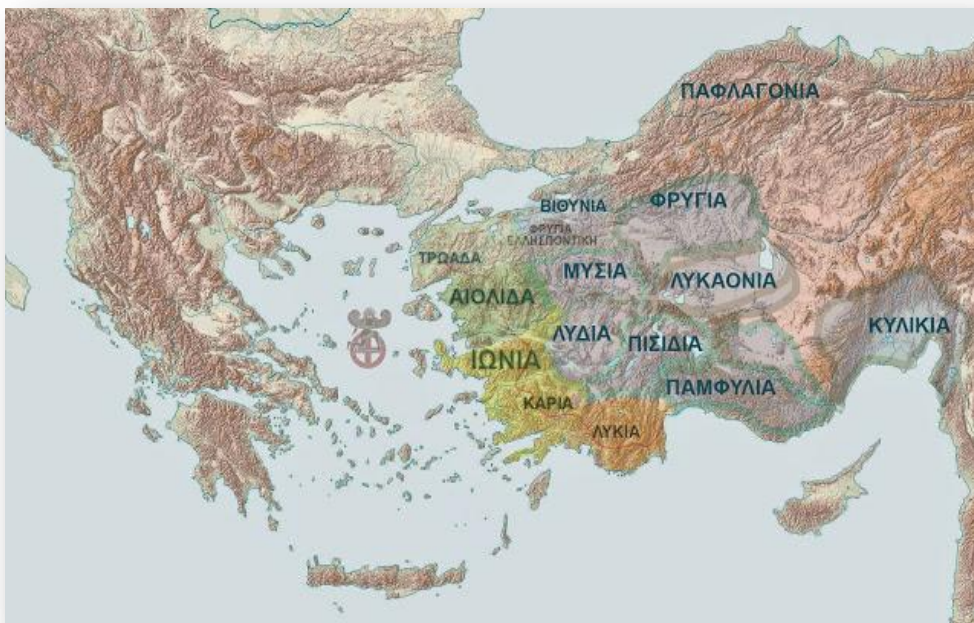 ΠΑΦΛΑΓΟΝΙΑ
ΦΡΥΓΙΑ
ΒΙΘΥΝΙΑ
ΦΡΥΓΙΑ
ΕΛΛΗΣΠΟΝΤΙΚΗ
ΤΡΩΑΔΑ
ΜΥΣΙΑ
ΛΥΚΑΟΝΙΑ
ΑΙΟΛΙΔΑ
ΚΥΛΙΚΙΑ
ΛΥΔΙΑ
ΠΙΣΙΔΙΑ
ΙΩΝΙΑ
ΠΑΜΦΥΛΙΑ
ΚΑΡΙΑ
ΛΥΚΙΑ